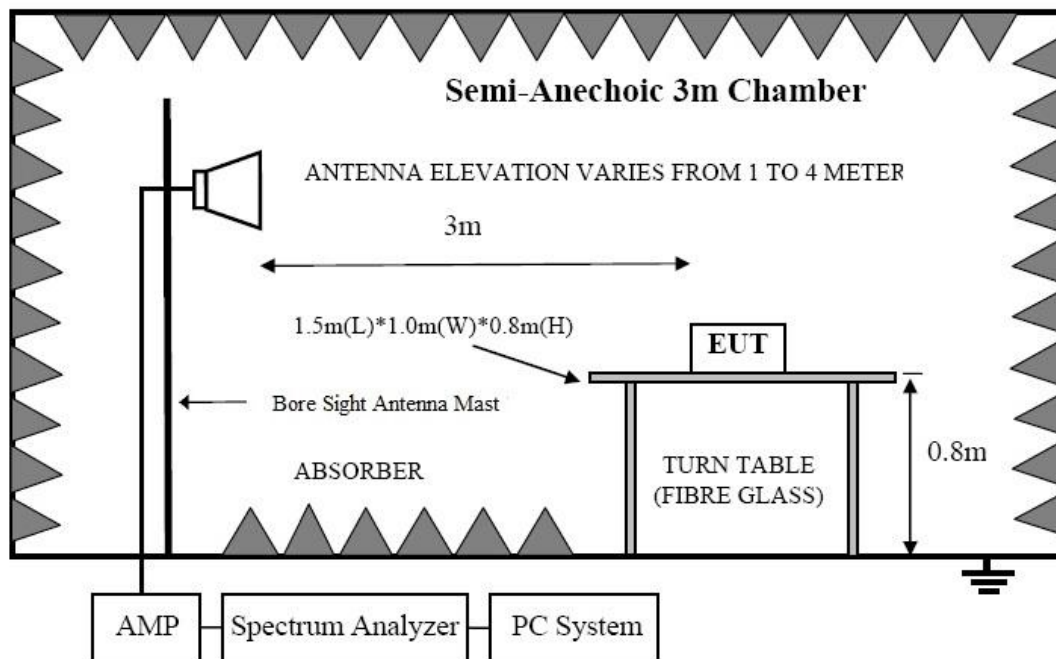 Semi-Anechoic 3m Chamber
ANTENNA ELEVATION VARIES FROM 1 TO 4 METER
3m
1.5m(L)*1.0m(W)*0.8m(H)
EUT
Bore Sight Antenna Mast
0.8m
ABSORBER
TURN TABLE
(FIBRE GLASS)
AMP
Spectrum Analyzer
PC System